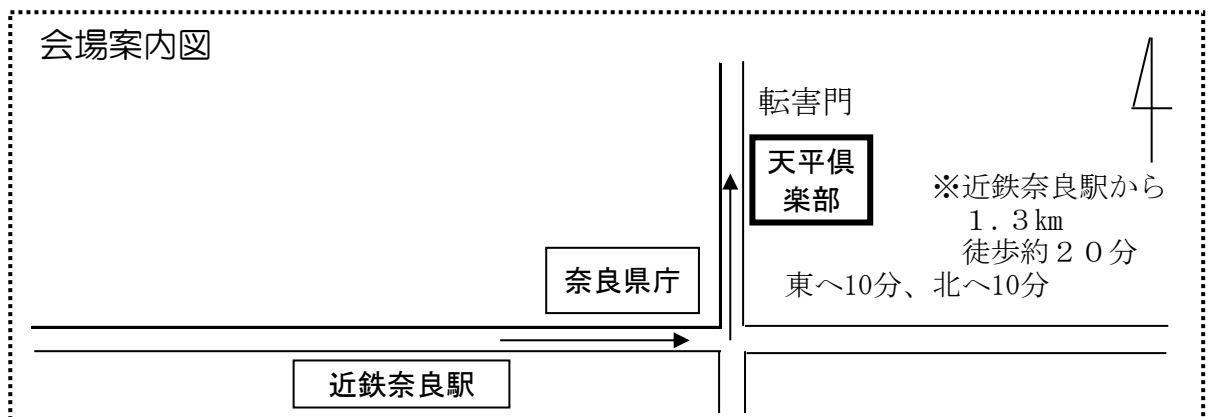 会場案内図
転害門
天平倶
楽部
※近鉄奈良駅から
１.３㎞
徒歩約２０分
奈良県庁
東へ10分、北へ10分
近鉄奈良駅